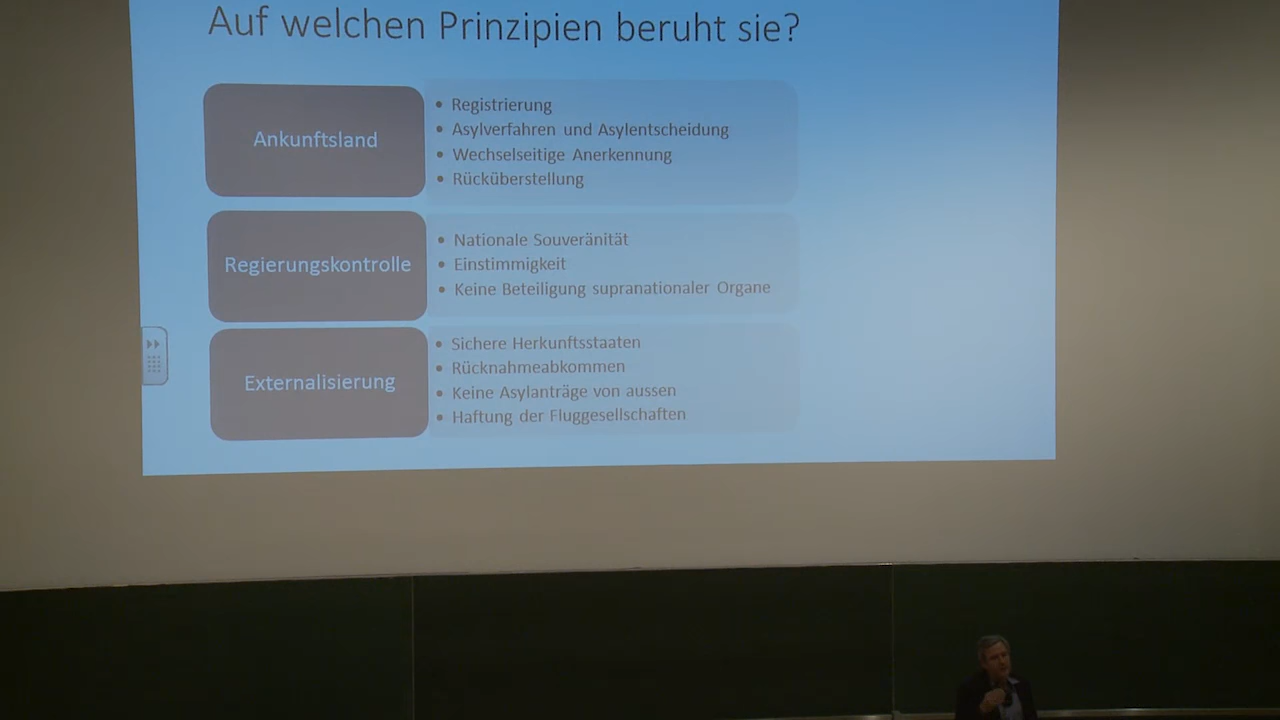 Auf welchen Prinzipien beruht sie?
Ankunftsland
• Registrierung
• Asylverfahren und Asylentscheidung
• Wechselseitige Anerkennung
• Rücküberstellung
Regierungskontrolle
• Nationale Souveränität
• Einstimmigkeit
• Keine Beteiligung supranationaler Organe
Externalisierung
• Sichere Herkunftsstaaten
• Rücknahmeabkommen
• Keine Asylanträge von aussen
• Haftung der Fluggesellschaften